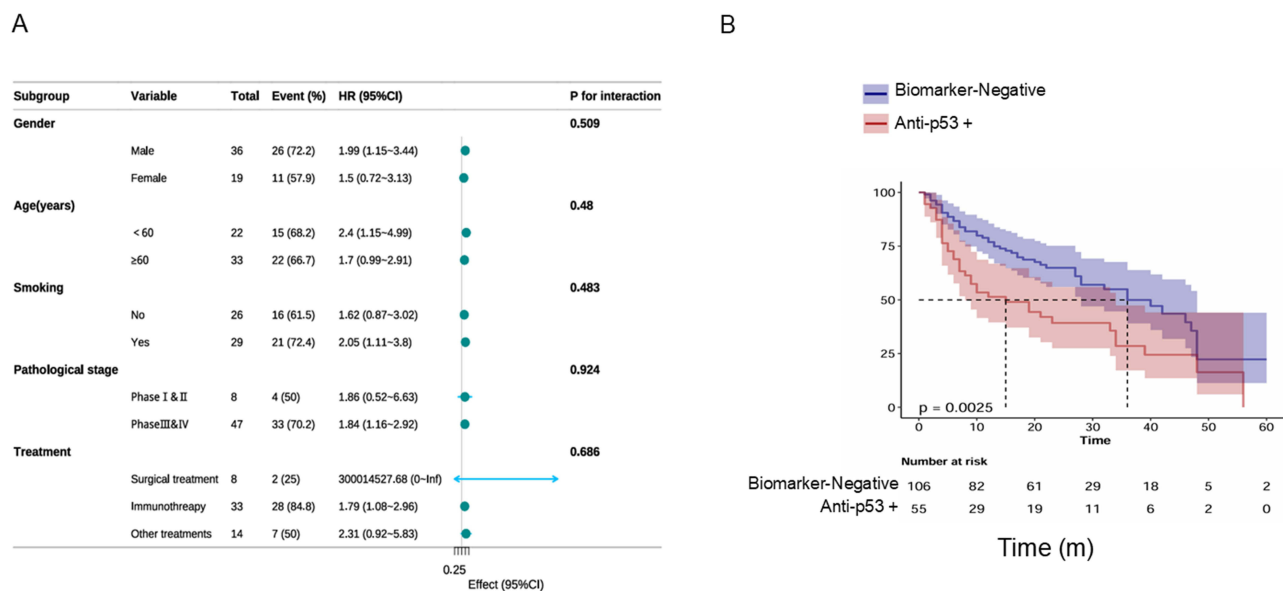 A
Subgroup Variable Total Event (%) HR (95%CI) P for interaction
Gender 0.509
Male 36 26 (72.2) 1.99 (1.15~3.44)
Female 19 11 (57.9) 1.5 (0.72~3.13)
Age(years) 0.48
< 60 22 15 (68.2) 2.4 (1.15~4.99)
≥60 33 22 (66.7) 1.7 (0.99~2.91)
Smoking 0.483
No 26 16 (61.5) 1.62 (0.87~3.02)
Yes 29 21 (72.4) 2.05 (1.11~3.8)
Pathological stage 0.924
Phase Ⅰ & Ⅱ 8 4 (50) 1.86 (0.52~6.63)
PhaseⅢ&Ⅳ 47 33 (70.2) 1.84 (1.16~2.92)
Treatment 0.686
Surgical treatment 8 2 (25) 300014527.68 (0~Inf)
Immunothreapy 33 28 (84.8) 1.79 (1.08~2.96)
Other treatments 14 7 (50) 2.31 (0.92~5.83)
0.25
Effect (95%CI)
B
Biomarker-Negative
Anti-p53 +
100
75
50
25
0
p = 0.0025
0 10 20 30 40 50 60
Time
Number at risk
Biomarker-Negative 106 82 61 29 18 5 2
Anti-p53 + 55 29 19 11 6 2 0
Time (m)